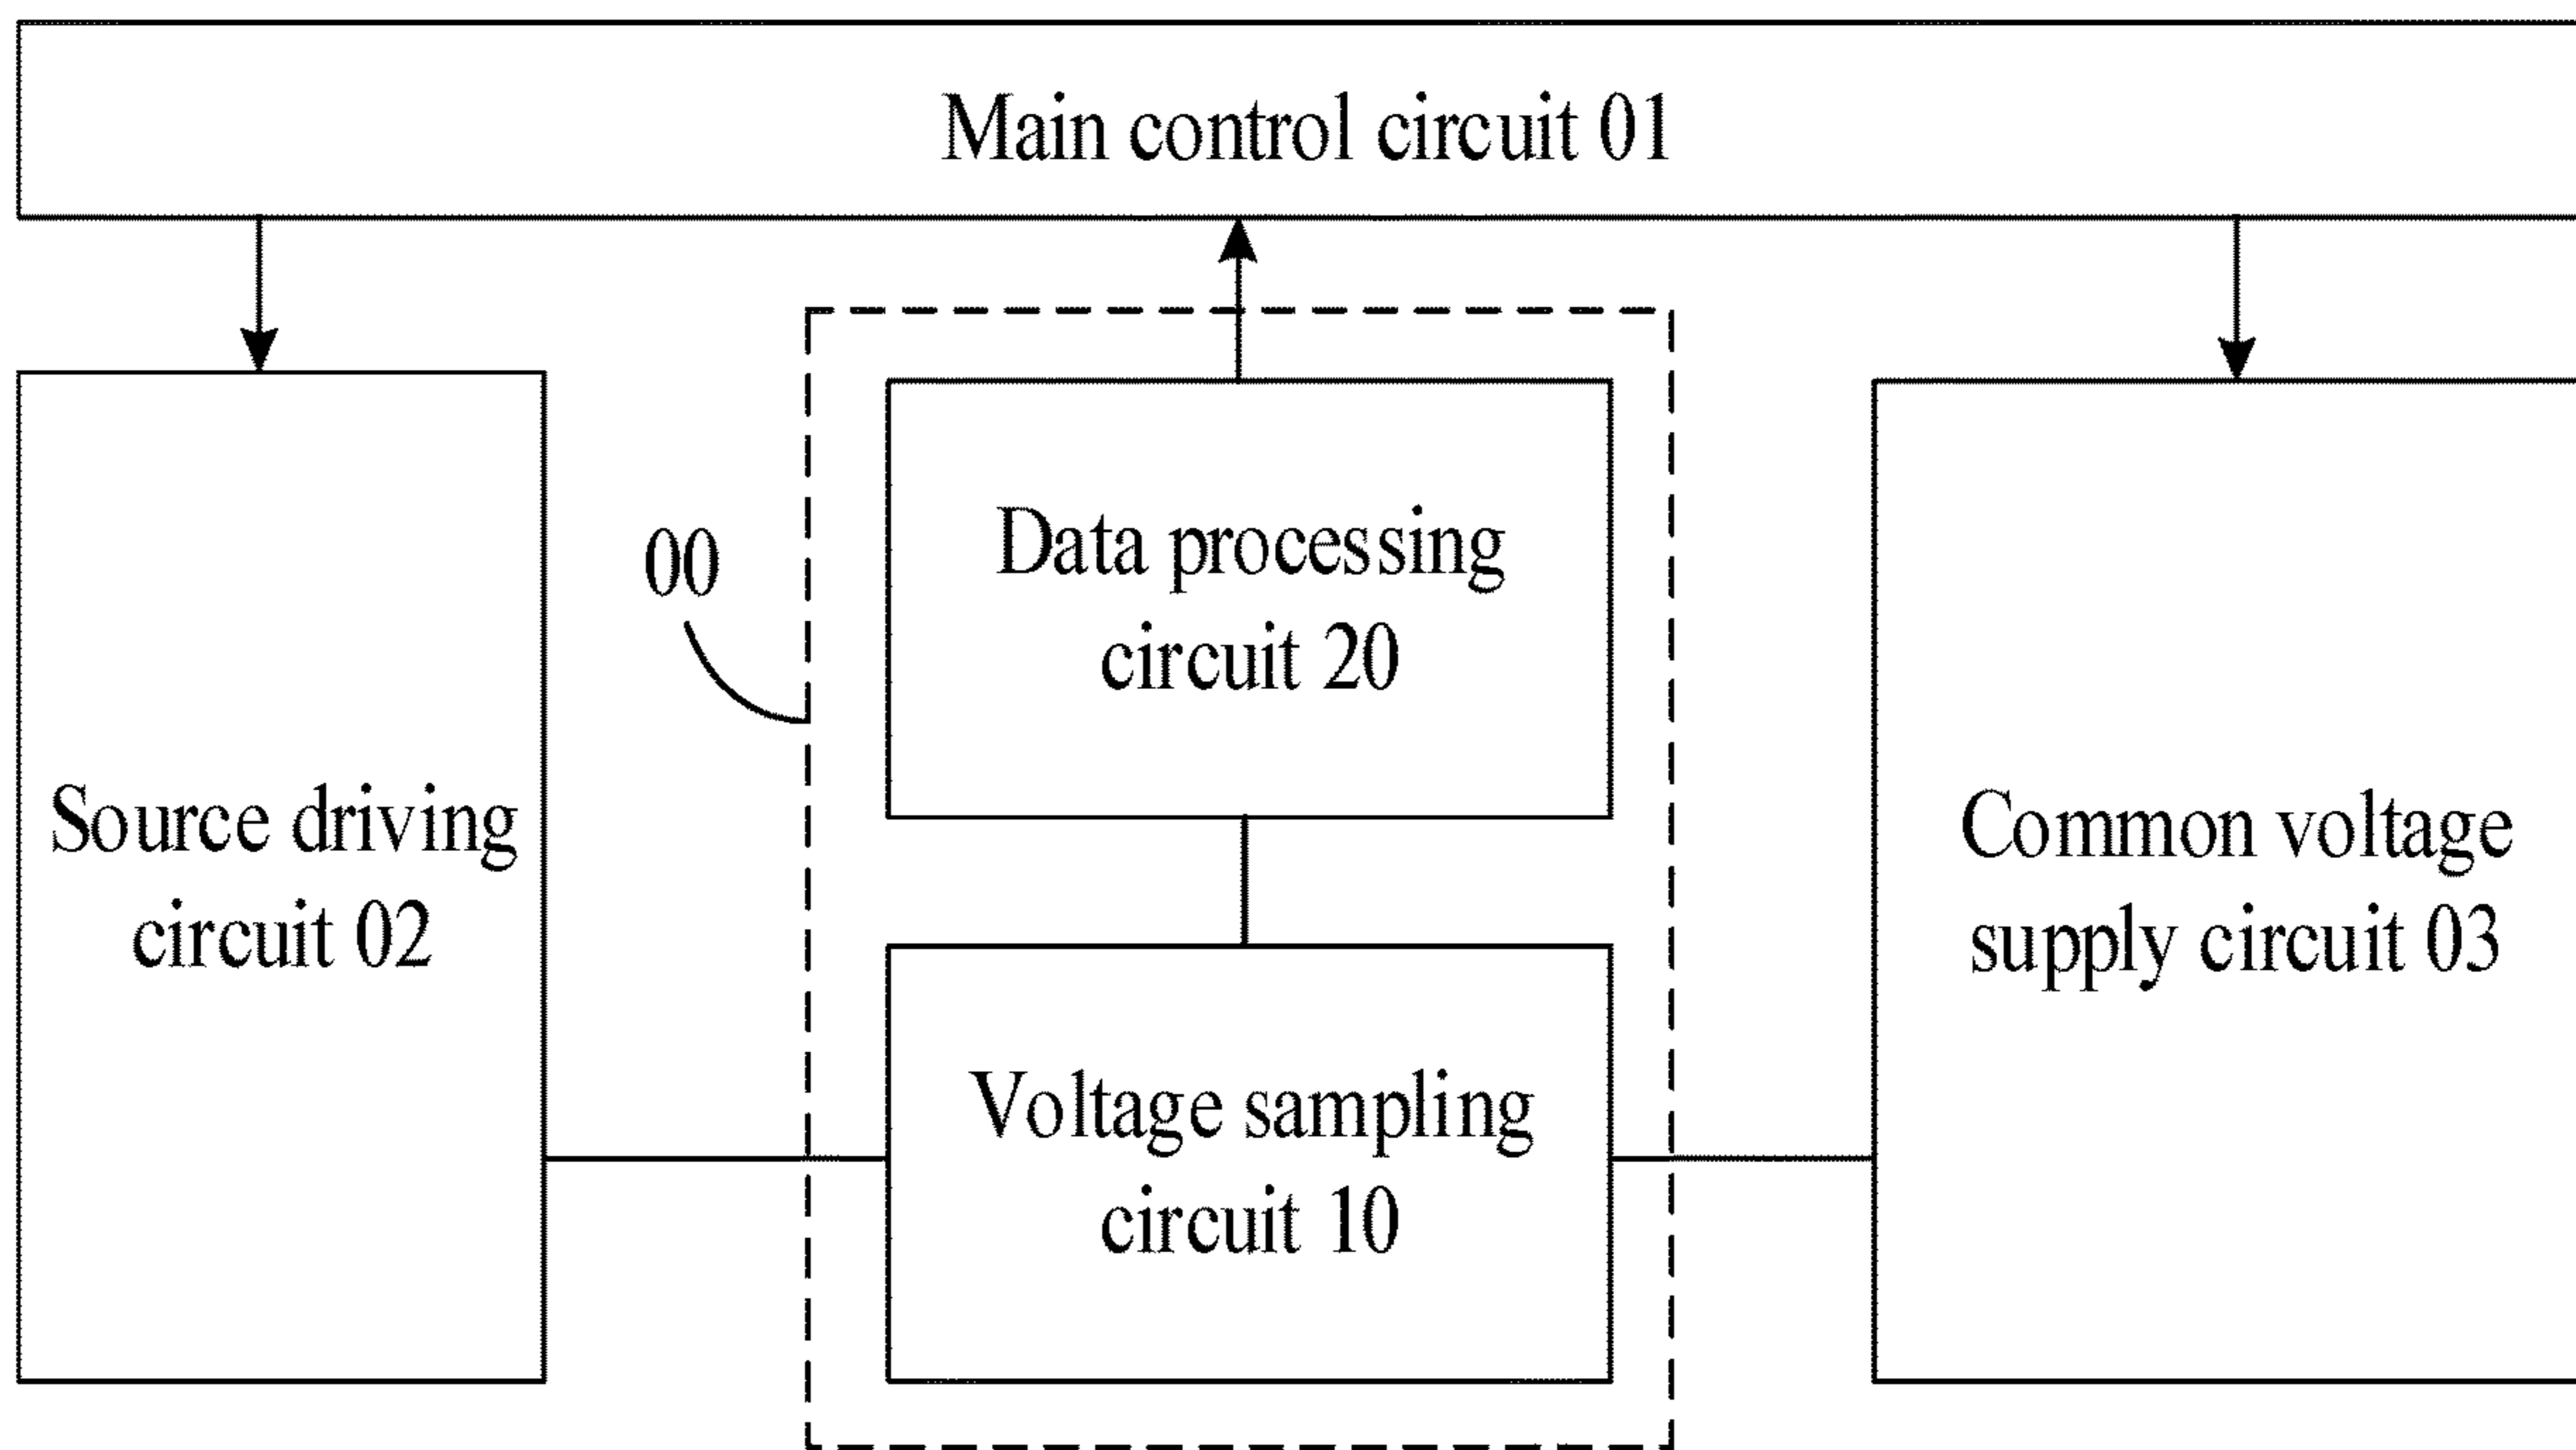 Main control circuit 01
00
Data processing
circuit 20
Source driving
circuit 02
Common voltage
supply circuit 03
Voltage sampling
circuit 10